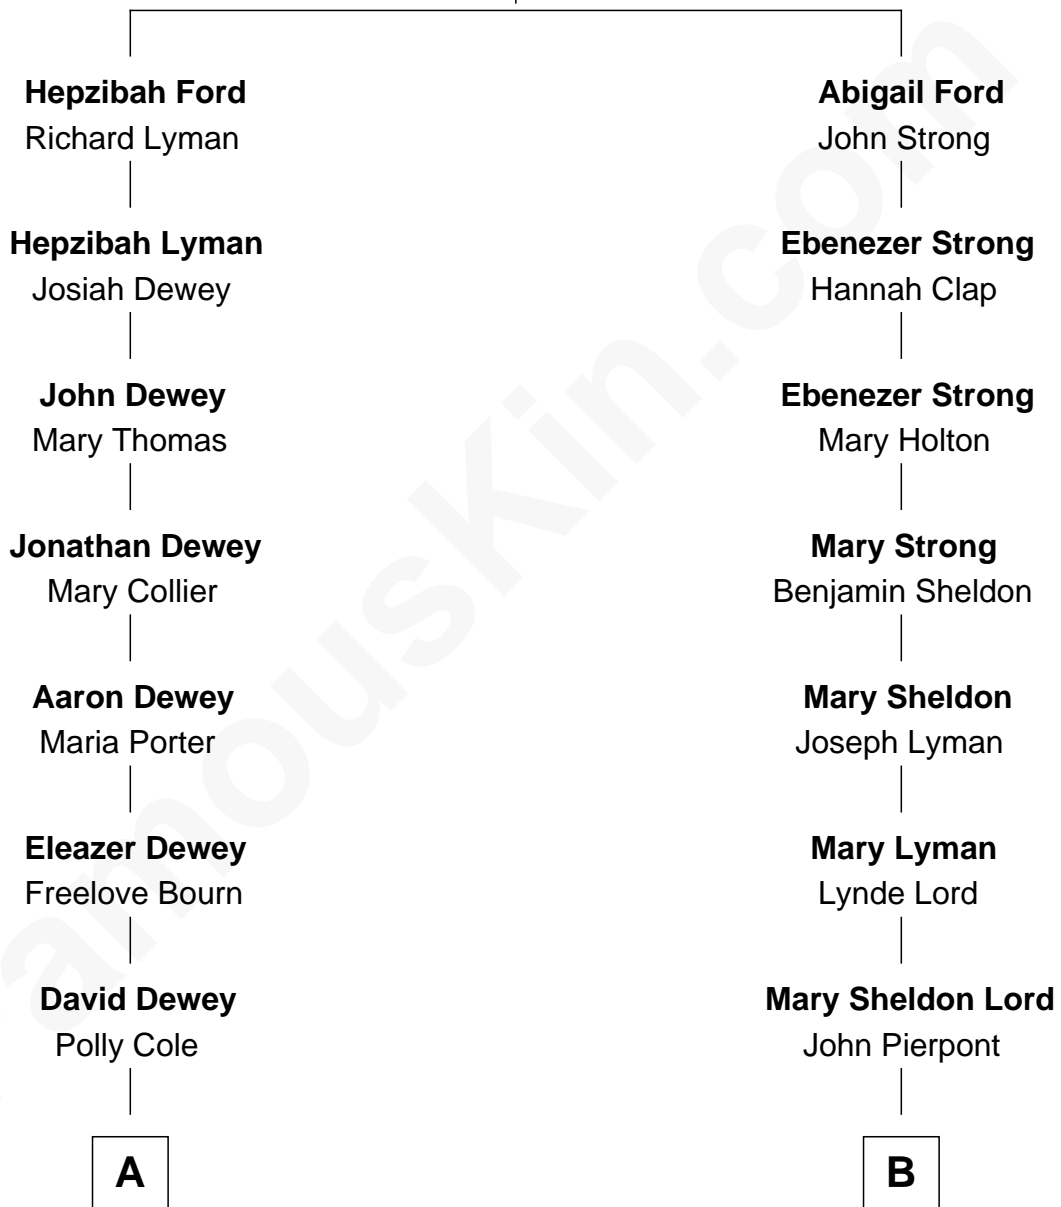 Hepzibah Ford
Richard Lyman
Abigail Ford
John Strong
Hepzibah Lyman
Josiah Dewey
Ebenezer Strong
Hannah Clap
John Dewey
Mary Thomas
Ebenezer Strong
Mary Holton
Jonathan Dewey
Mary Collier
Mary Strong
Benjamin Sheldon
Aaron Dewey
Maria Porter
Mary Sheldon
Joseph Lyman
Eleazer Dewey
Freelove Bourn
Mary Lyman
Lynde Lord
David Dewey
Polly Cole
Mary Sheldon Lord
John Pierpont
A
B
amouskin.com